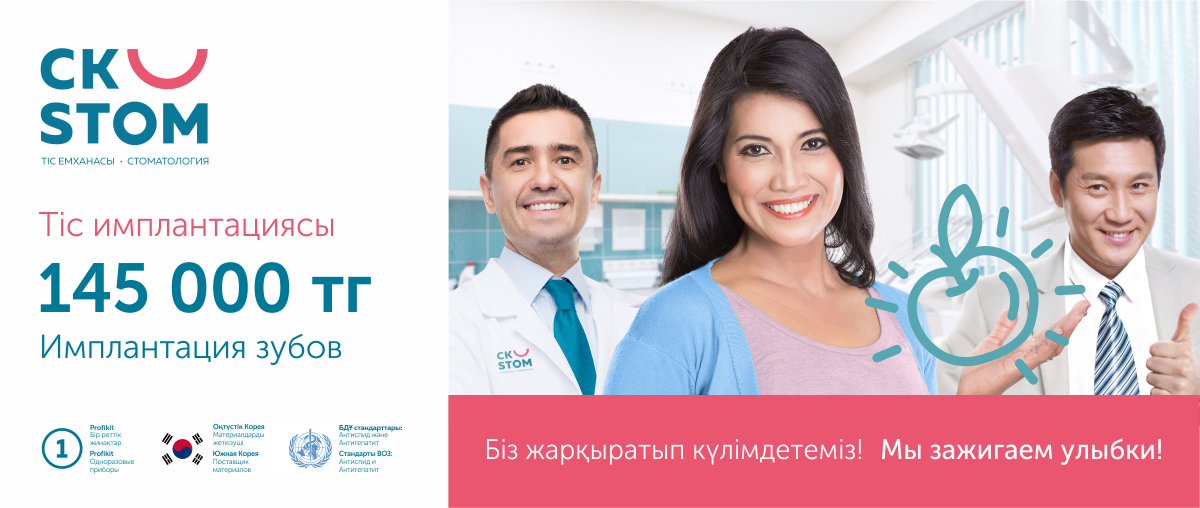 СК
STOM
ТІС ЕМХАНАСЫ · СТОМАТОЛОГИЯ
Тіс имплантациясы
145 000 тг
Имплантация зубов
1
Profikit
Бір реттік
жинақтар
Profikit
Одноразовые
приборы
Оңтүстік Корея
Материалдарды
жеткізуші
Южная Корея
Поставщик
материалов
БДҰ стандарттары:
Антиспид және
Антигепатит
Стандарты ВОЗ:
Антиспид и
Антигепатит
СК
STOM
Біз жарқыратып күлімдетеміз! Мы зажигаем улыбки!